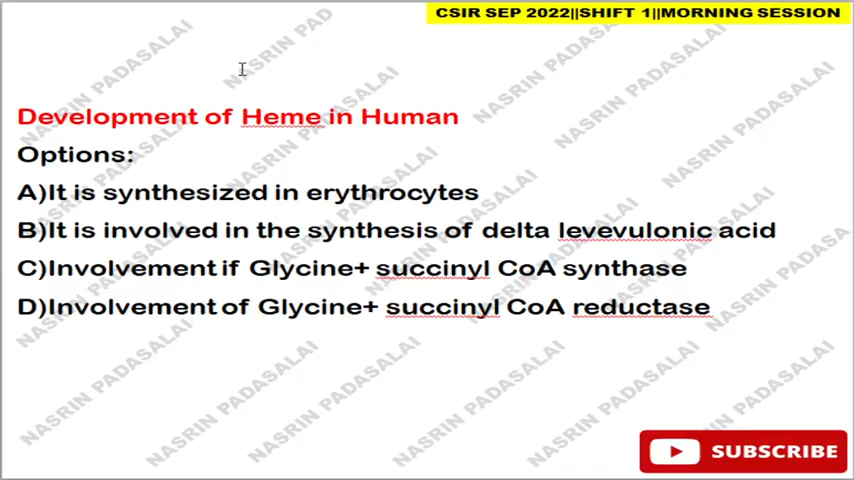 CSIR SEP 2022||SHIFT 1||MORNING SESSION
Development of Heme in Human
Options:
A)It is synthesized in erythrocytes
B)It is involved in the synthesis of delta levevulonic acid
C)Involvement if Glycine+ succinyl CoA synthase
D)Involvement of Glycine+ succinyl CoA reductase
NASRIN PADASALAI
SUBSCRIBE